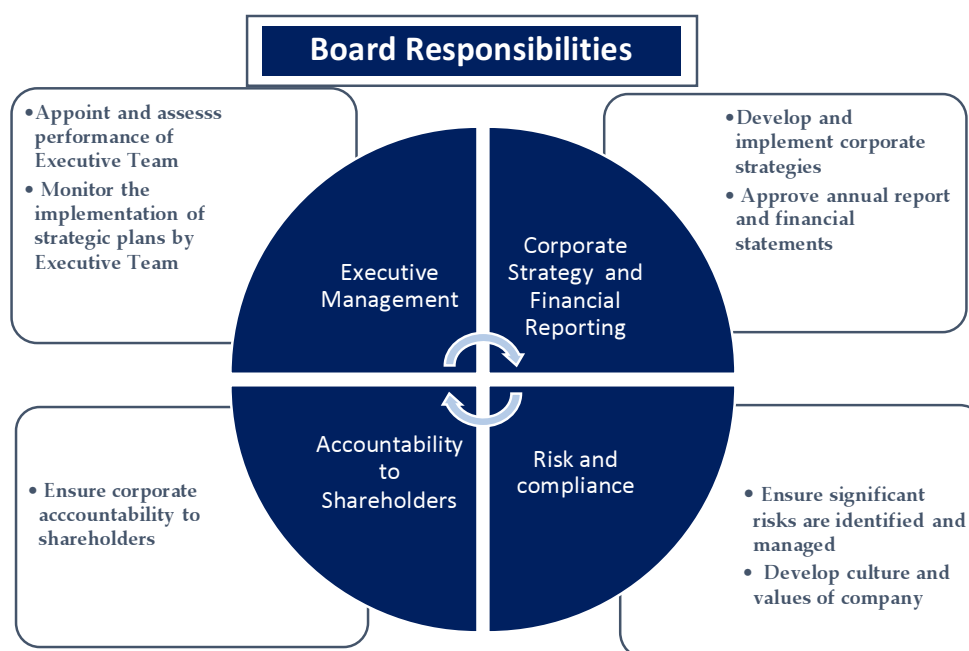 Board Responsibilities
•Appoint and assesss
performance of
Executive Team
• Monitor the
implementation of
strategic plans by
Executive Team
•Develop and
implement corporate
strategies
• Approve annual report
and financial
statements
Executive
Management
Corporate
Strategy and
Financial
Reporting
Accountability
to
Shareholders
Risk and
compliance
• Ensure corporate
acccountability to
shareholders
• Ensure significant
risks are identified and
managed
• Develop culture and
values of company